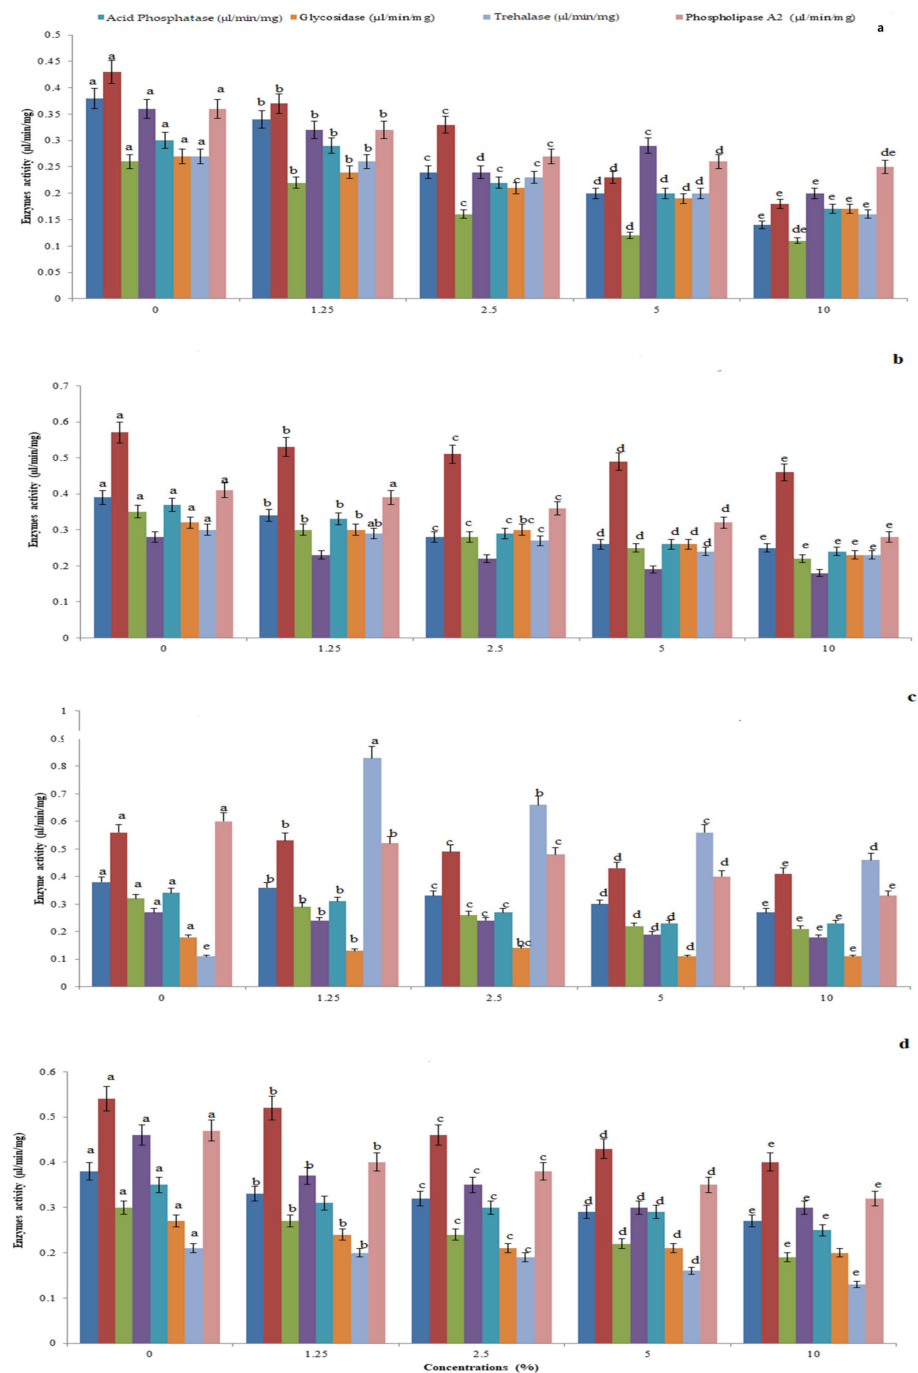 Acid Phosphatase (µl/min/mg) Glycosidase (µl/min/mg) Trehalase (µl/min/mg) Phospholipase A2 (µl/min/mg)
a
Enzymes activity (µl/min/mg)
0.5
0.45
0.4
0.35
0.3
0.25
0.2
0.15
0.1
0.05
0
a a a a a a a a
b b b b b b b b
c c c d c c c c
d d d c d d d d
e e de e e e e de
0 1.25 2.5 5 10
b
Enzymes activity (µl/min/mg)
0.7
0.6
0.5
0.4
0.3
0.2
0.1
0
a a a a a a a
b b b b b ab a
c c c c bc c c
d d d d d d d
e e e e e e e
0 1.25 2.5 5 10
c
Enzyme activity (µl/min/mg)
1
0.9
0.8
0.7
0.6
0.5
0.4
0.3
0.2
0.1
0
a a a a a a e a
b b b b b b a b
c c c c c bc b c
d d d d d d c d
e e e e e e d e
0 1.25 2.5 5 10
d
Enzymes activity (µl/min/mg)
0.6
0.5
0.4
0.3
0.2
0.1
0
a a a a a a a a
b b b b b b b
c c c c c c c c
d d d d d d d d
e e e e e e e
0 1.25 2.5 5 10
Concentrations (%)